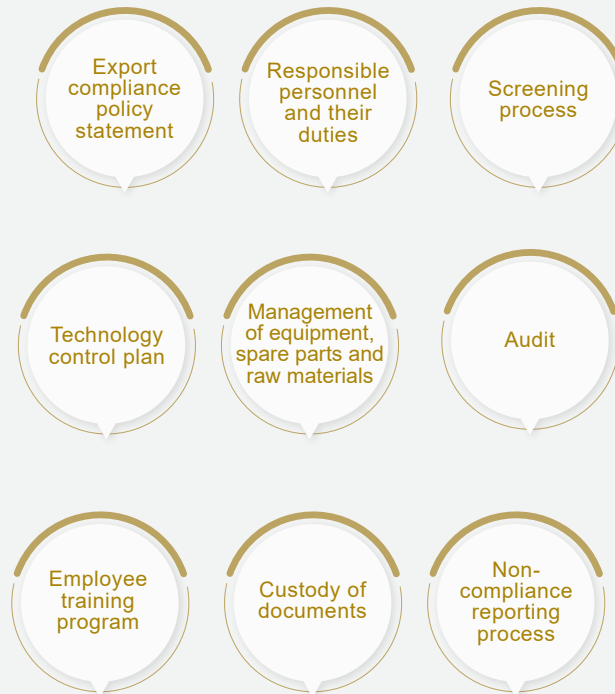 Export
compliance
policy
statement
Responsible
personnel
and their
duties
Screening
process
Technology
control plan
Management
of equipment,
spare parts and
raw materials
Audit
Employee
training
program
Custody of
documents
Non-
compliance
reporting
process